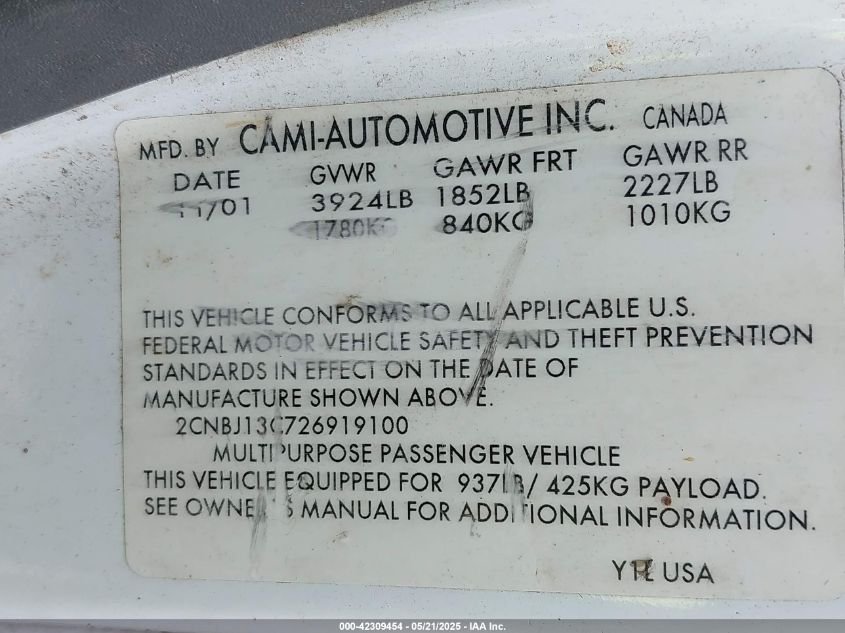 MFD. BY CAMI-AUTOMOTIVE INC. CANADA
DATE GVWR GAWR FRT GAWR RR
11/01 3924LB 1852LB 2227LB
1780KG 840KG 1010KG
THIS VEHICLE CONFORMS TO ALL APPLICABLE U.S.
FEDERAL MOTOR VEHICLE SAFETY AND THEFT PREVENTION
STANDARDS IN EFFECT ON THE DATE OF
MANUFACTURE SHOWN ABOVE.
2CNBJ13C726919100
MULTIPURPOSE PASSENGER VEHICLE
THIS VEHICLE EQUIPPED FOR 937LB/ 425KG PAYLOAD.
SEE OWNER'S MANUAL FOR ADDITIONAL INFORMATION.
USA
000-42309454 - 05/21/2025 - IAA Inc.